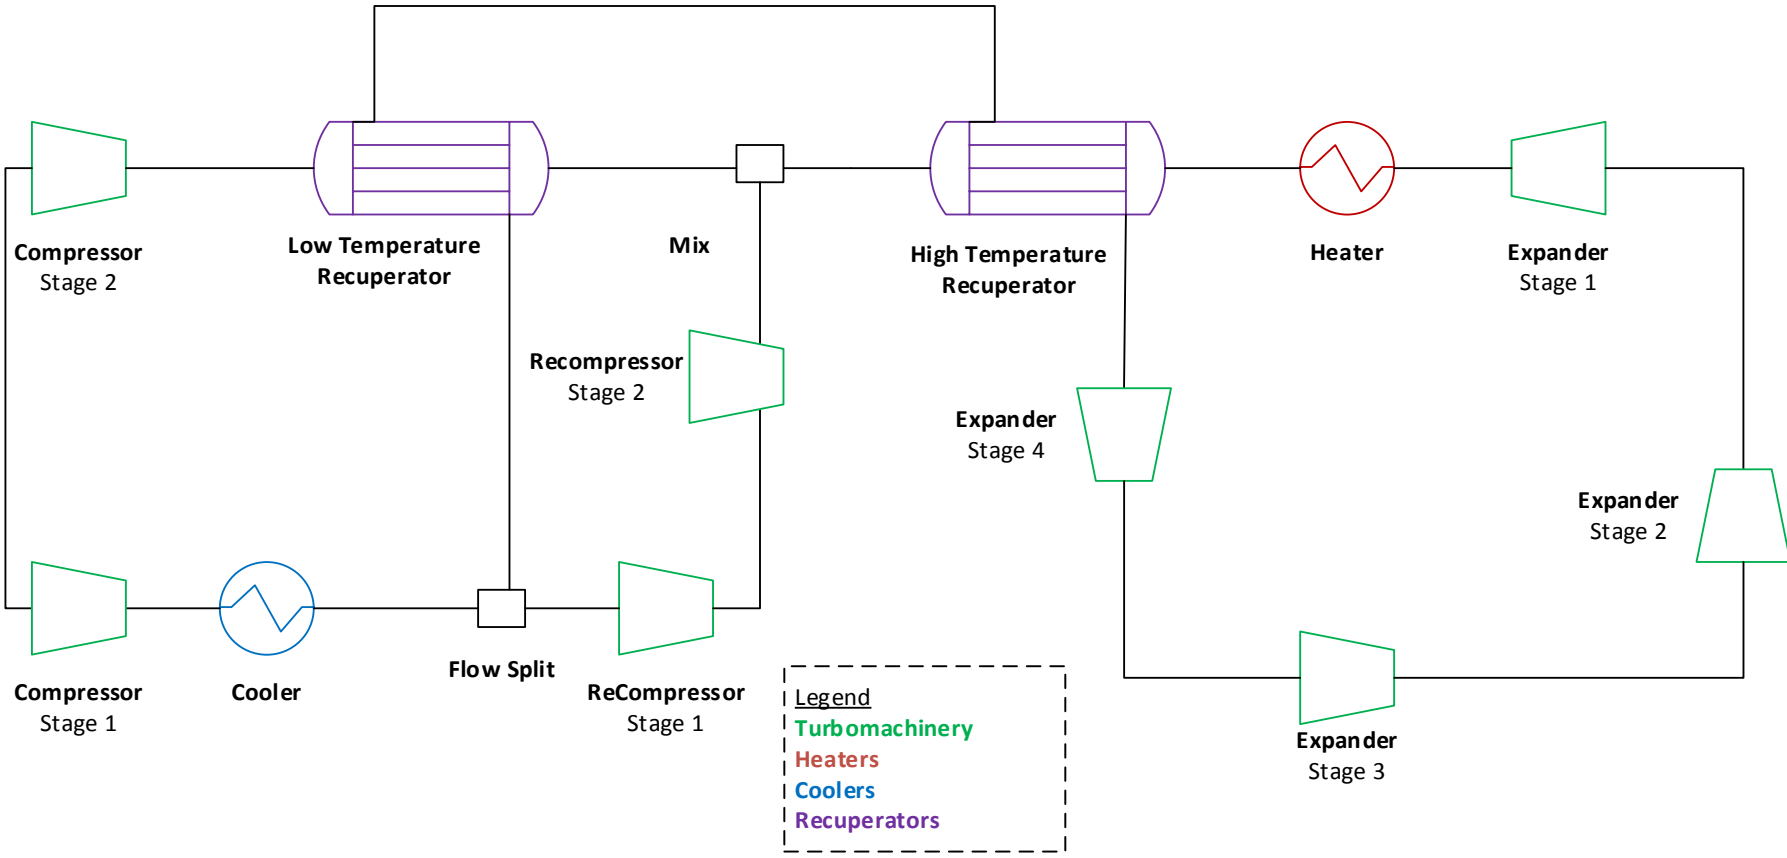 Compressor
Stage 2
Low Temperature
Recuperator
Mix
High Temperature
Recuperator
Heater
Expander
Stage 1
Recompressor
Stage 2
Expander
Stage 4
Expander
Stage 2
Compressor
Stage 1
Cooler
Flow Split
ReCompressor
Stage 1
Legend
Turbomachinery
Heaters
Coolers
Recuperators
Expander
Stage 3